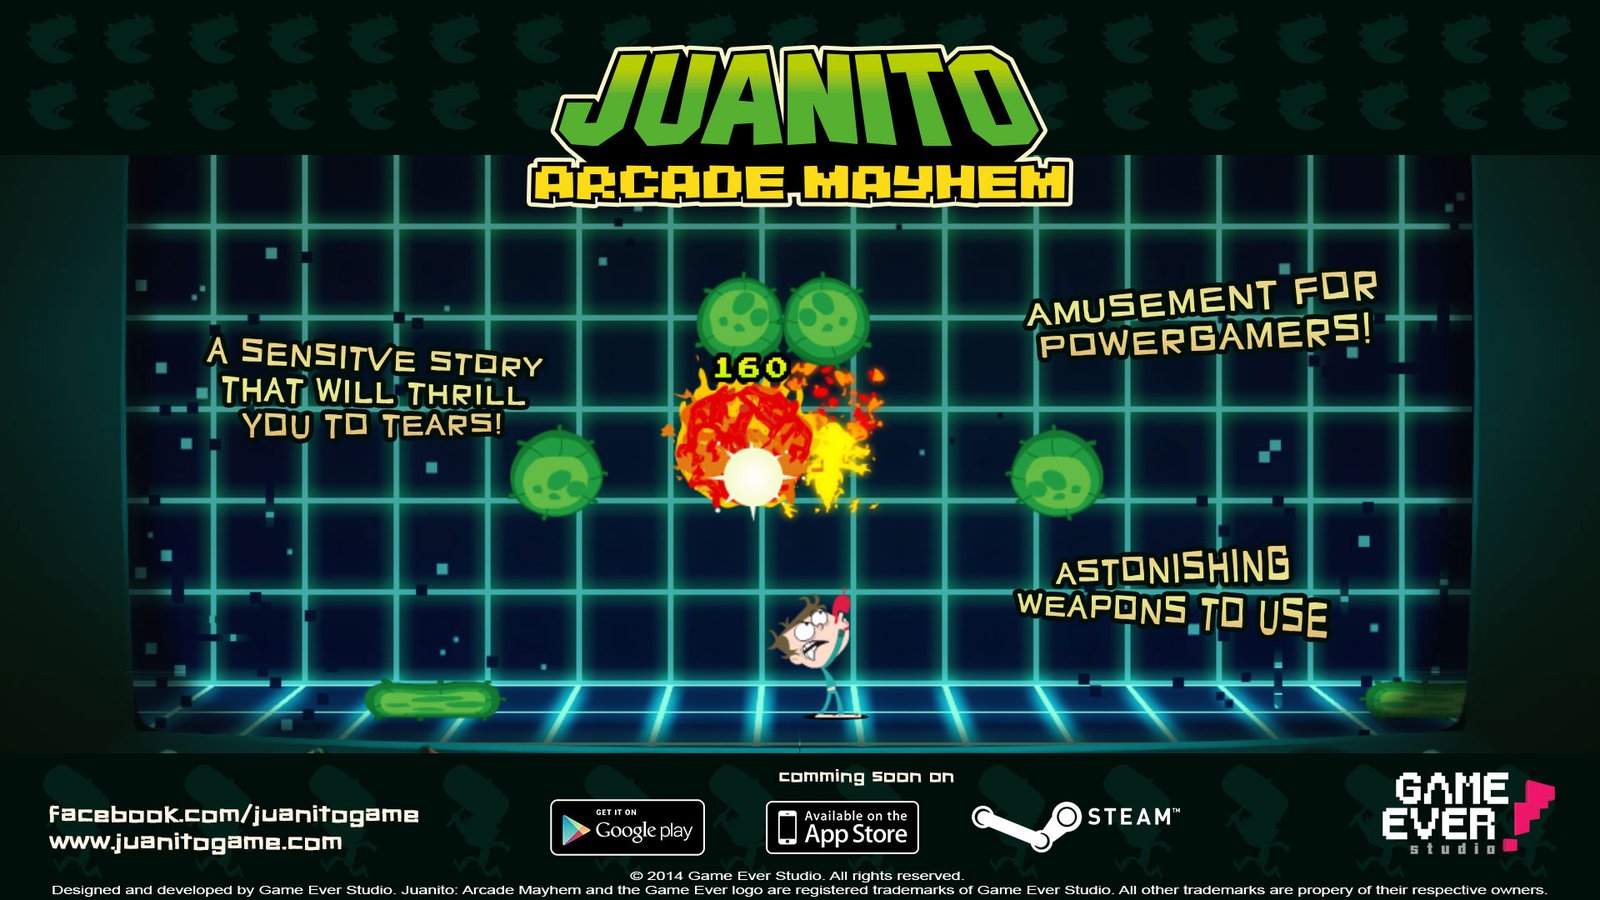 JUANITO
ARCADE MAYHEM
A SENSITVE STORY
THAT WILL THRILL
YOU TO TEARS!
AMUSEMENT FOR
POWERGAMERS!
160
ASTONISHING
WEAPONS TO USE
comming soon on
facebook.com/juanitogame
www.juanitogame.com
GET IT ON
Google play
Available on the
App Store
STEAM™
GAME
EVER
studio
© 2014 Game Ever Studio. All rights reserved.
Designed and developed by Game Ever Studio. Juanito: Arcade Mayhem and the Game Ever logo are registered trademarks of Game Ever Studio. All other trademarks are propery of their respective owners.